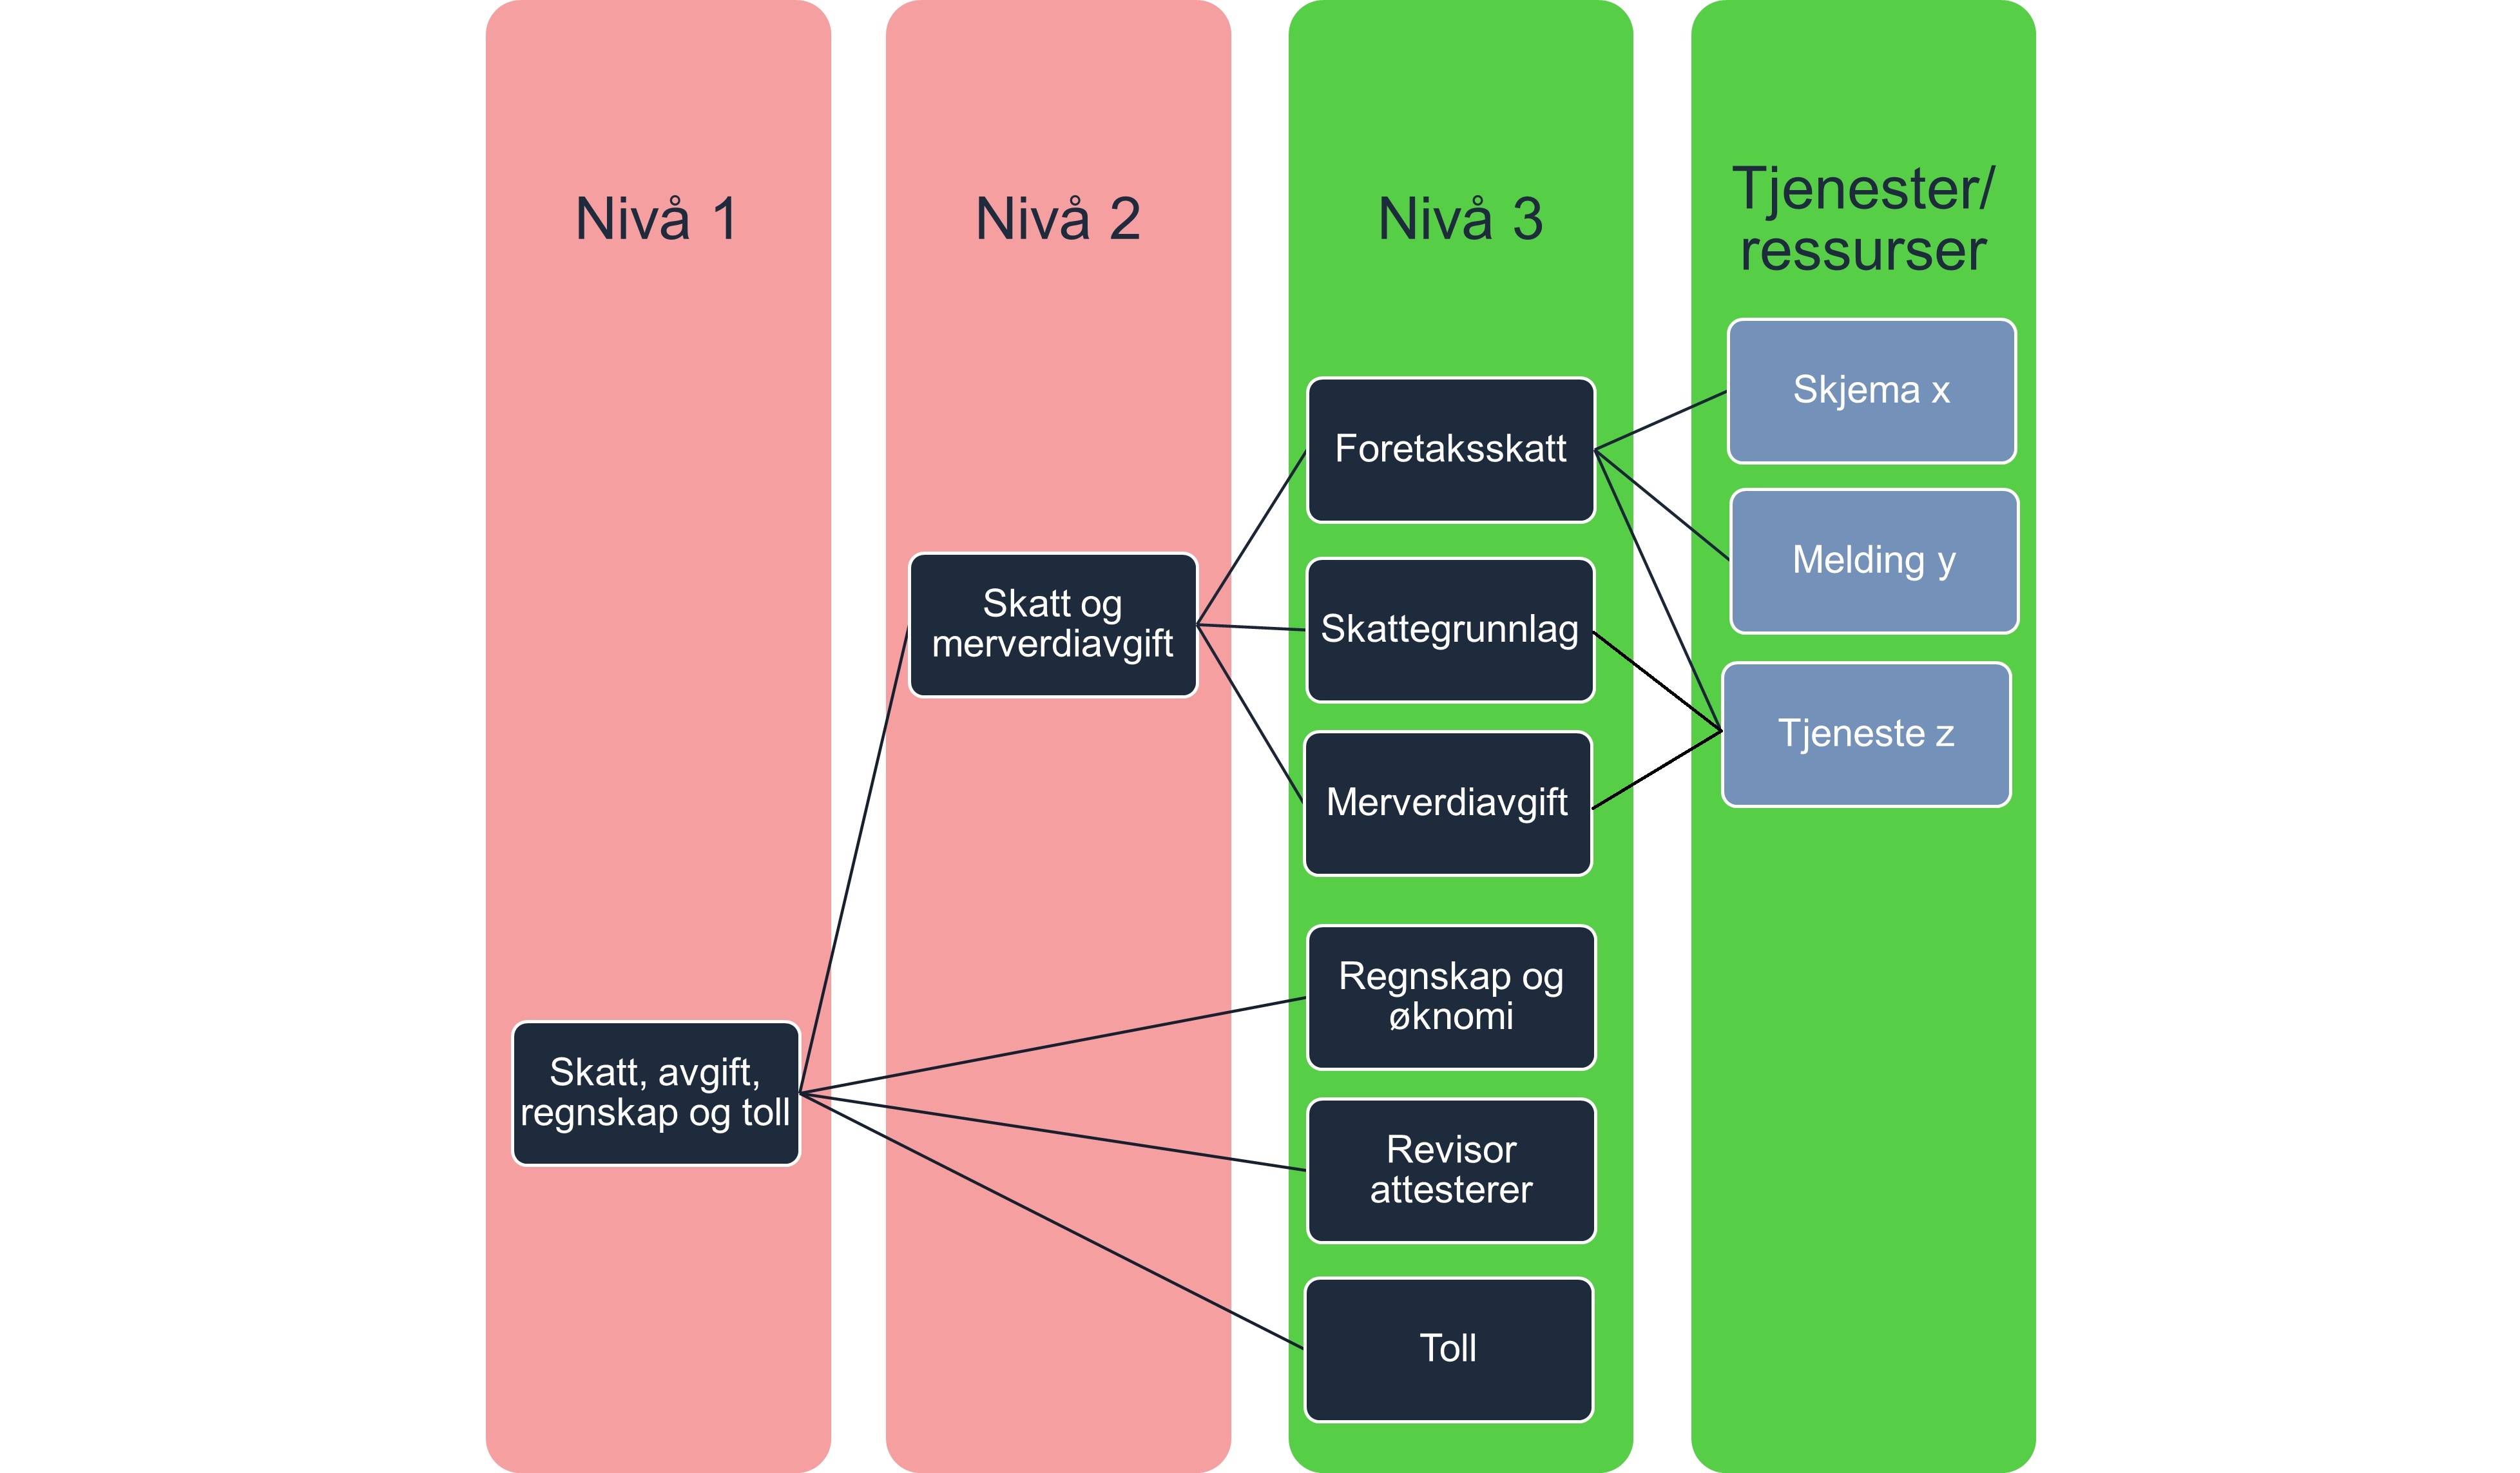 Nivå 1
Nivå 2
Nivå 3
Tjenester/
ressurser
Skatt, avgift,
regnskap og toll
Skatt og
merverdiavgift
Foretaksskatt
Skattegrunnlag
Merverdiavgift
Regnskap og
øknomi
Revisor
attesterer
Toll
Skjema x
Melding y
Tjeneste z